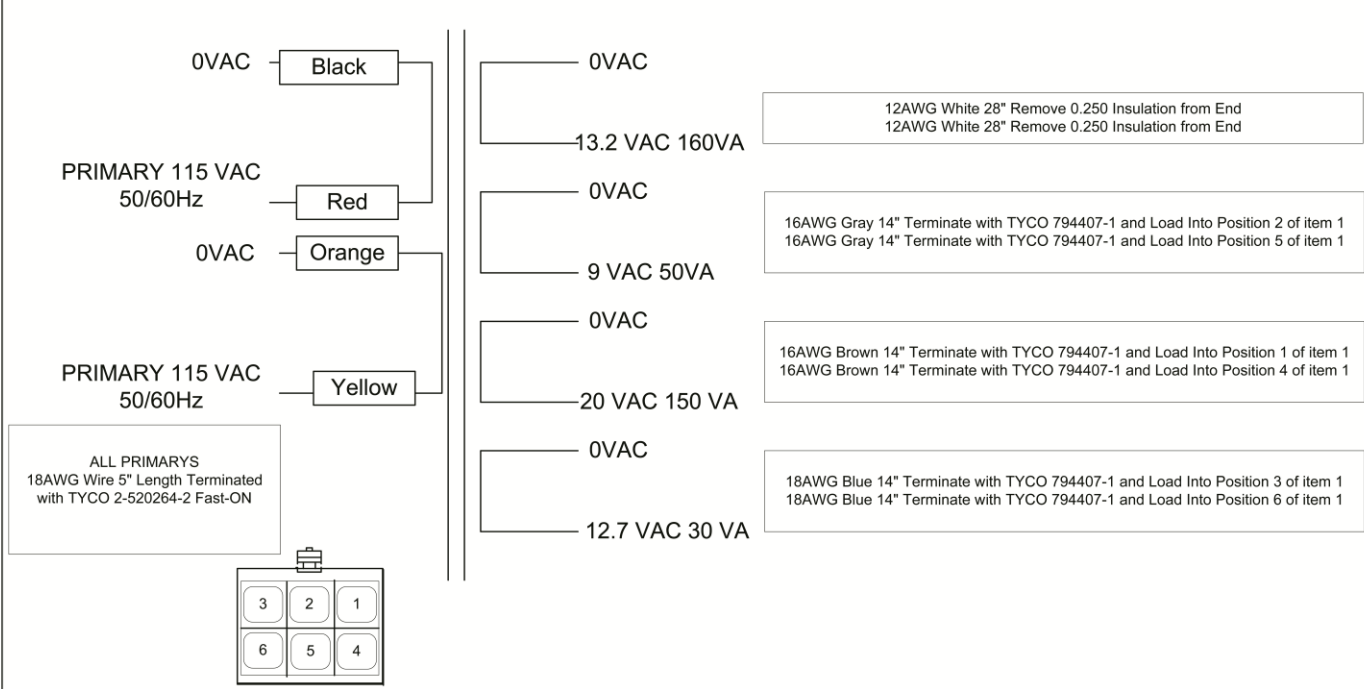 0VAC
Black
PRIMARY 115 VAC
50/60Hz
Red
0VAC
Orange
PRIMARY 115 VAC
50/60Hz
Yellow
ALL PRIMARYS
18AWG Wire 5" Length Terminated
with TYCO 2-520264-2 Fast-ON
3 2 1
6 5 4
0VAC
13.2 VAC 160VA
12AWG White 28" Remove 0.250 Insulation from End
12AWG White 28" Remove 0.250 Insulation from End
0VAC
9 VAC 50VA
16AWG Gray 14" Terminate with TYCO 794407-1 and Load Into Position 2 of item 1
16AWG Gray 14" Terminate with TYCO 794407-1 and Load Into Position 5 of item 1
0VAC
20 VAC 150 VA
16AWG Brown 14" Terminate with TYCO 794407-1 and Load Into Position 1 of item 1
16AWG Brown 14" Terminate with TYCO 794407-1 and Load Into Position 4 of item 1
0VAC
12.7 VAC 30 VA
18AWG Blue 14" Terminate with TYCO 794407-1 and Load Into Position 3 of item 1
18AWG Blue 14" Terminate with TYCO 794407-1 and Load Into Position 6 of item 1